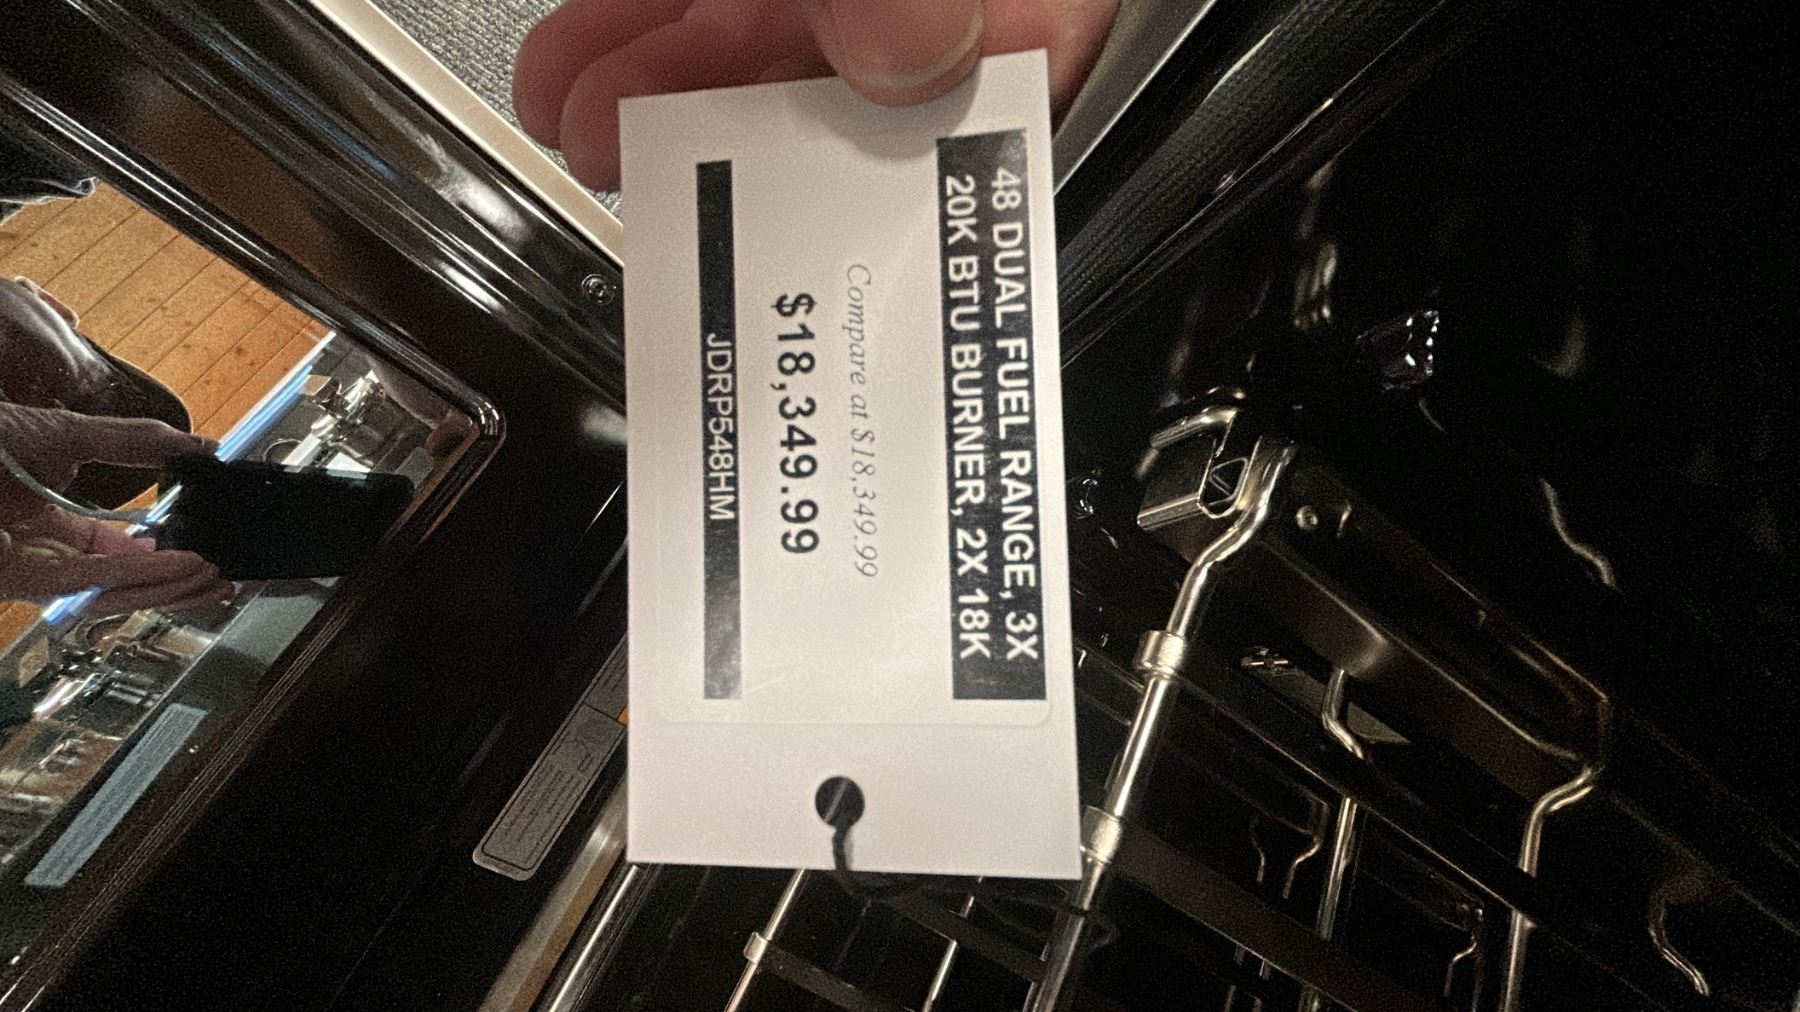 48 DUAL FUEL RANGE, 3X
20K BTU BURNER, 2X 18K
Compare at $18,349.99
$18,349.99
JDRP548HM